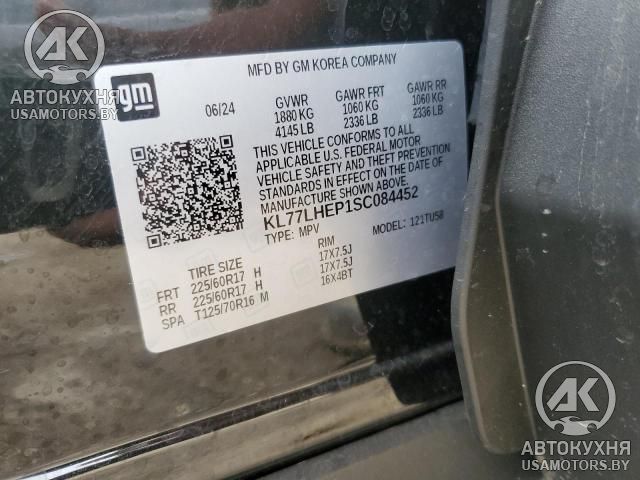 АВТОКУХНЯ
USAMOTORS.BY
gm
MFD BY GM KOREA COMPANY
06/24 GVWR GAWR FRT GAWR RR
1880 KG 1060 KG 1060 KG
4145 LB 2336 LB 2336 LB
THIS VEHICLE CONFORMS TO ALL
APPLICABLE U.S. FEDERAL MOTOR
VEHICLE SAFETY AND THEFT PREVENTION
STANDARDS IN EFFECT ON THE DATE OF
MANUFACTURE SHOWN ABOVE.
KL77LHEP1SC084452
TYPE: MPV MODEL: 121TU58
TIRE SIZE RIM
FRT 225/60R17 H 17X7.5J
RR 225/60R17 H 17X7.5J
SPA T125/70R16 M 16X4BT
AK
АВТОКУХНЯ
USAMOTORS.BY